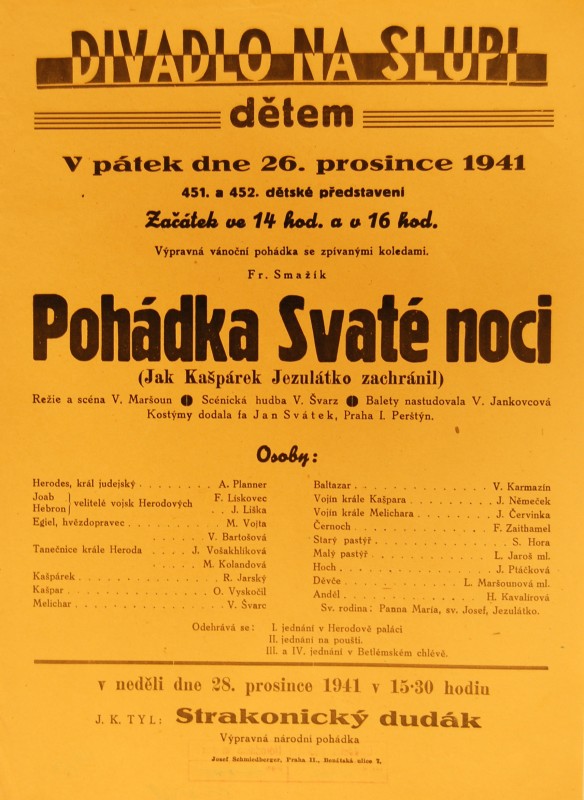 DIVADLO NA SLUPI
dětem
V pátek dne 26. prosince 1941
451. a 452. dětské představení
Začátek ve 14 hod. a v 16 hod.
Výpravná vánoční pohádka se zpívanými koledami.
Fr. Smažík
Pohádka Svaté noci
(Jak Kašpárek Jezulátko zachránil)
Režie a scéna V. Maršoun ● Scénická hudba V. Švarz ● Balety nastudovala V. Jankovcová
Kostýmy dodala fa Jan Svátek, Praha I. Perštýn.
Osoby:
Herodes, král judejský . . . . . . . . A. Planner
Joab F. Lískovec
velitelé vojsk Herodových
Hebron . . J. Liška
Egiel, hvězdopravec . . . . . . . . . M. Vojta
V. Bartošová
Tanečnice krále Heroda . . J. Vošahlíková
M. Kolandová
Kašpárek . . . . . . . . . . . . . . R. Jarský
Kašpar . . . . . . . . . . . . . . O. Vyskočil
Melichar . . . . . . . . . . . . . . V. Švarc
Baltazar . . . . . . . . . . . . . V. Karmazín
Vojín krále Kašpara . . . . . . . J. Němeček
Vojín krále Melichara . . . . . . J. Červinka
Černoch . . . . . . . . . . . . . F. Zaithamel
Starý pastýř . . . . . . . . . . . . . S. Hora
Malý pastýř . . . . . . . . . . . L. Jaroš ml.
Hoch . . . . . . . . . . . . . . J. Ptáčková
Děvče . . . . . . . . . . L. Maršounová ml.
Anděl . . . . . . . . . . . . . H. Kavalírová
Sv. rodina: Panna Maria, sv. Josef, Jezulátko.
Odehrává se: I. jednání v Herodově paláci
II. jednání na poušti.
III. a IV. jednání v Betlémském chlévě.
v neděli dne 28. prosince 1941 v 15·30 hodin
J. K. TYL: Strakonický dudák
Výpravná národní pohádka
Josef Schmiedberger, Praha II., Benátská ulice 7.